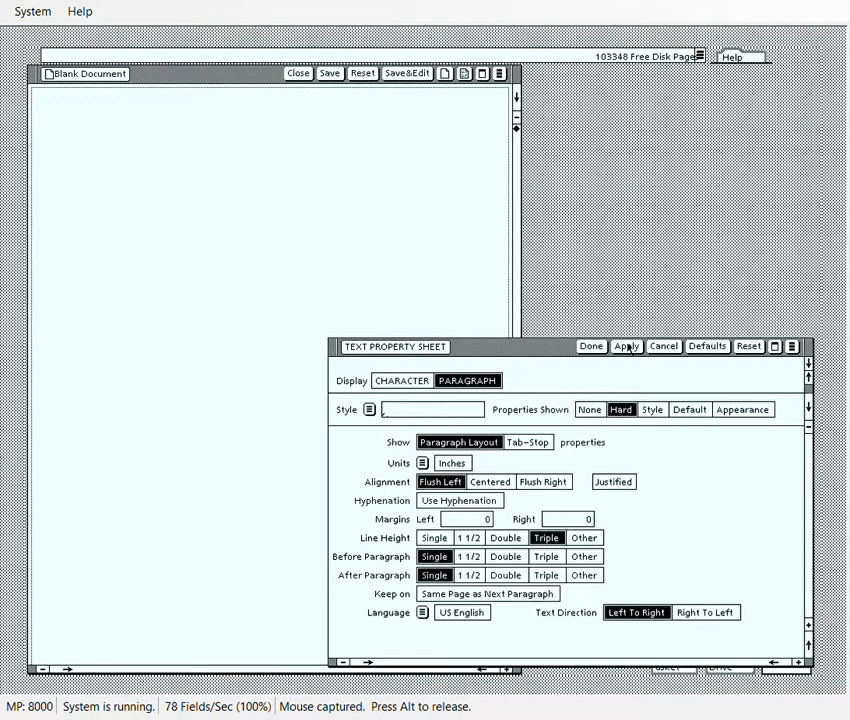 System Help
103348 Free Disk Page
Help
Blank Document Close Save Reset Save&Edit
TEXT PROPERTY SHEET Done Apply Cancel Defaults Reset
Display CHARACTER PARAGRAPH
Style Properties Shown None Hard Style Default Appearance
Show Paragraph Layout Tab-Stop properties
Units Inches
Alignment Flush Left Centered Flush Right Justified
Hyphenation Use Hyphenation
Margins Left 0 Right 0
Line Height Single 1 1/2 Double Triple Other
Before Paragraph Single 1 1/2 Double Triple Other
After Paragraph Single 1 1/2 Double Triple Other
Keep on Same Page as Next Paragraph
Language US English Text Direction Left To Right Right To Left
MP: 8000 System is running. 78 Fields/Sec (100%) Mouse captured. Press Alt to release.